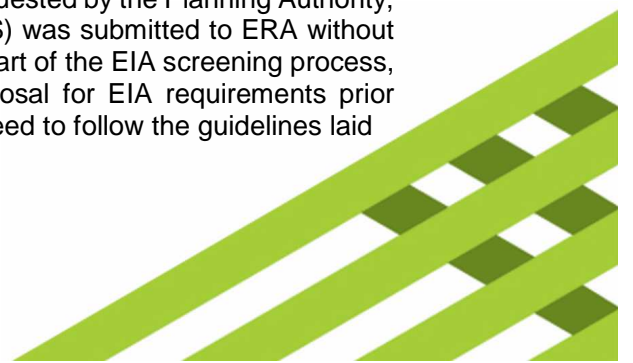 uested by the Planning Authority,
S) was submitted to ERA without
art of the EIA screening process,
osal for EIA requirements prior
eed to follow the guidelines laid